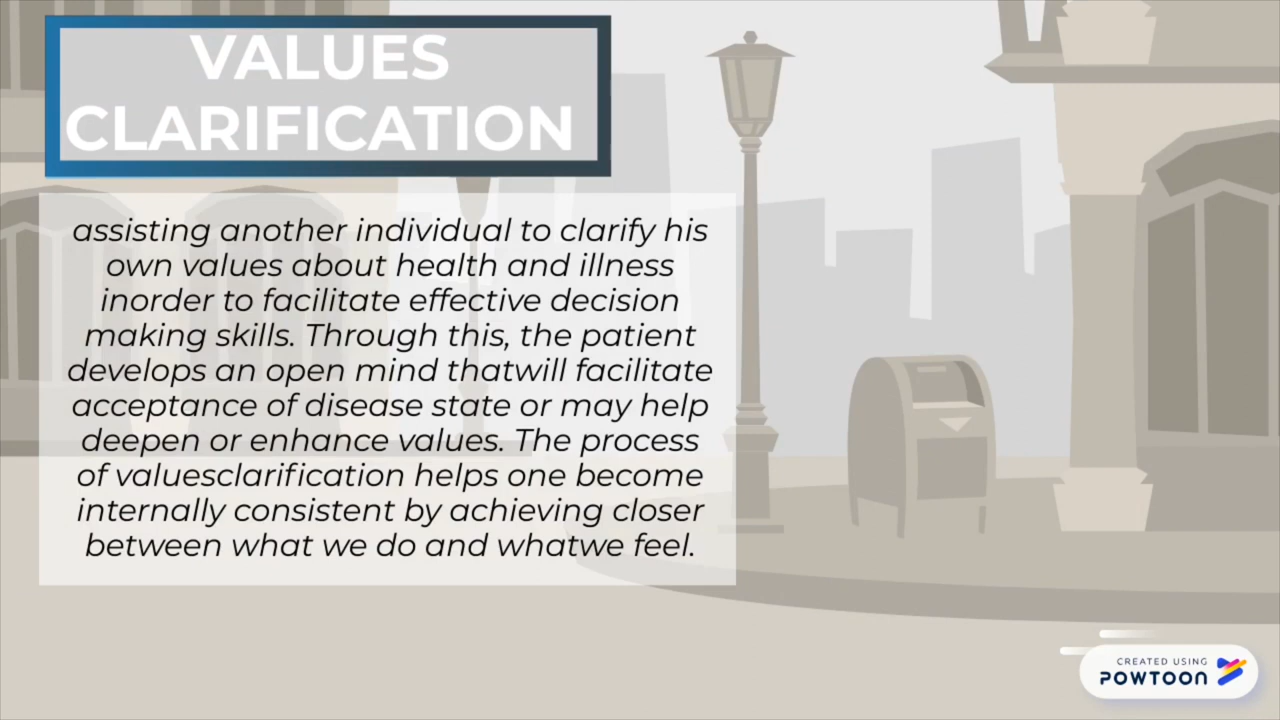 VALUES
CLARIFICATION
assisting another individual to clarify his
own values about health and illness
inorder to facilitate effective decision
making skills. Through this, the patient
develops an open mind thatwill facilitate
acceptance of disease state or may help
deepen or enhance values. The process
of valuesclarification helps one become
internally consistent by achieving closer
between what we do and whatwe feel.
CREATED USING
POWTOON